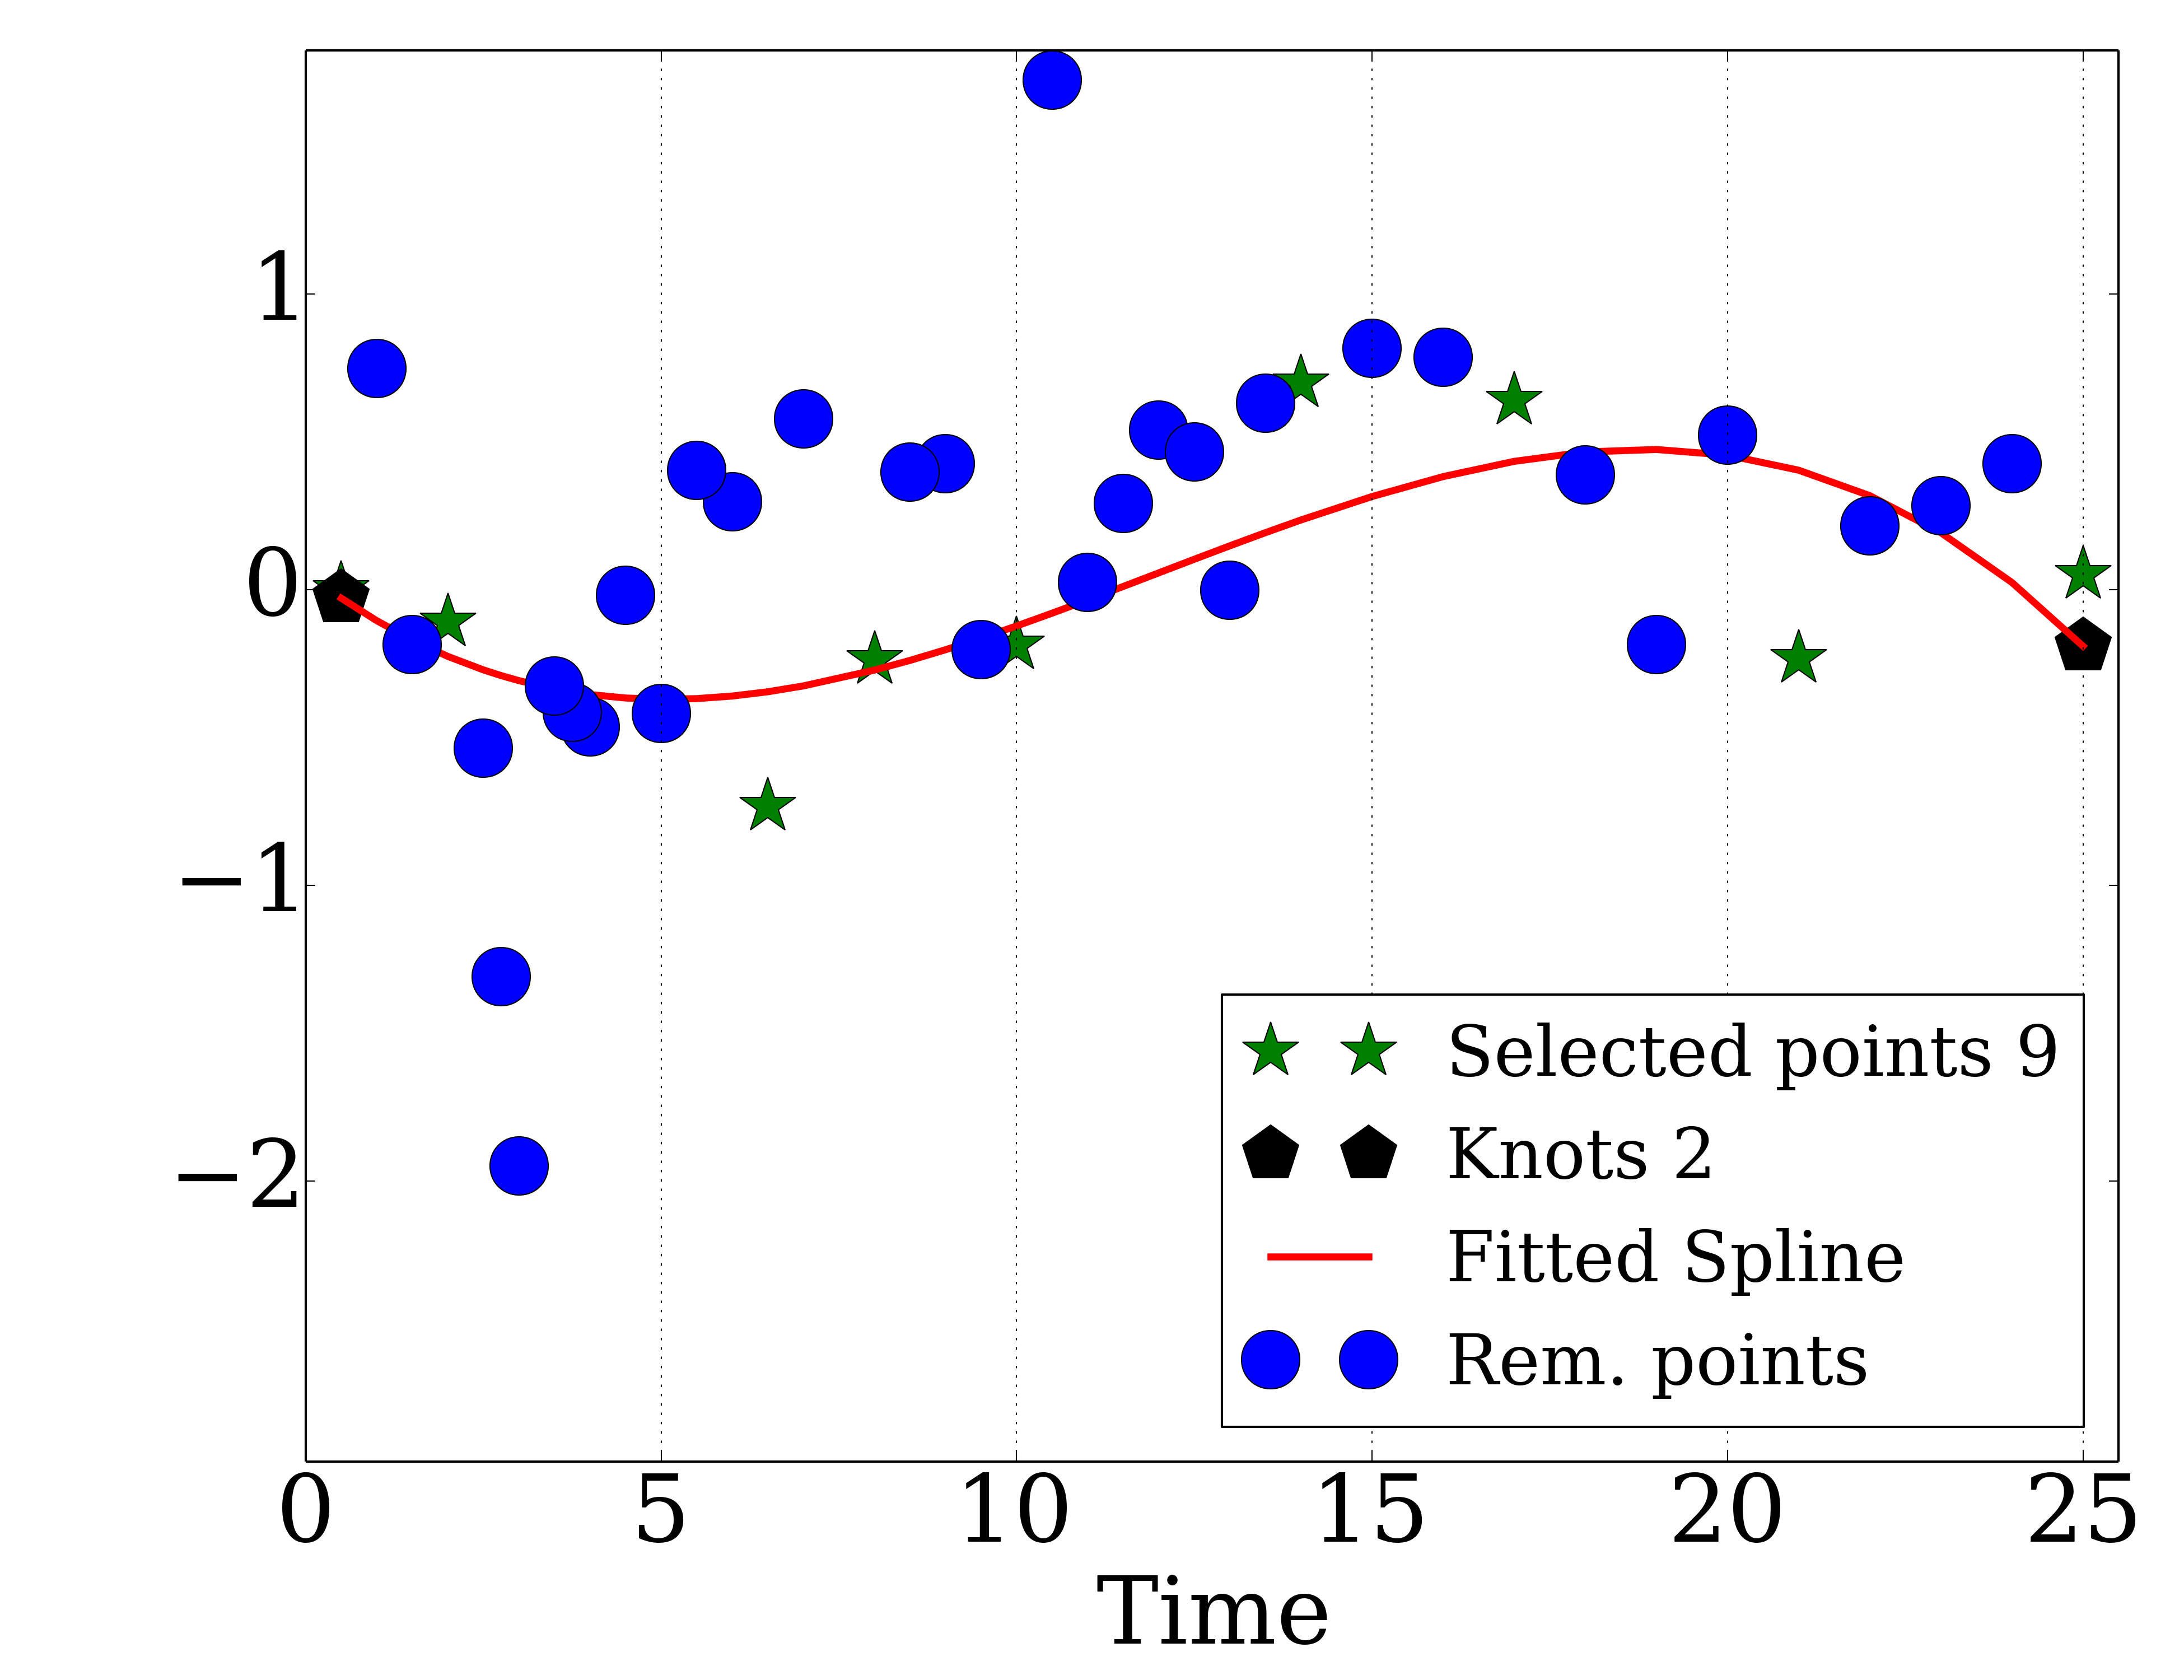 1
0
−1
−2
Selected points 9
Knots 2
Fitted Spline
Rem. points
0 5 10 15 20 25
Time